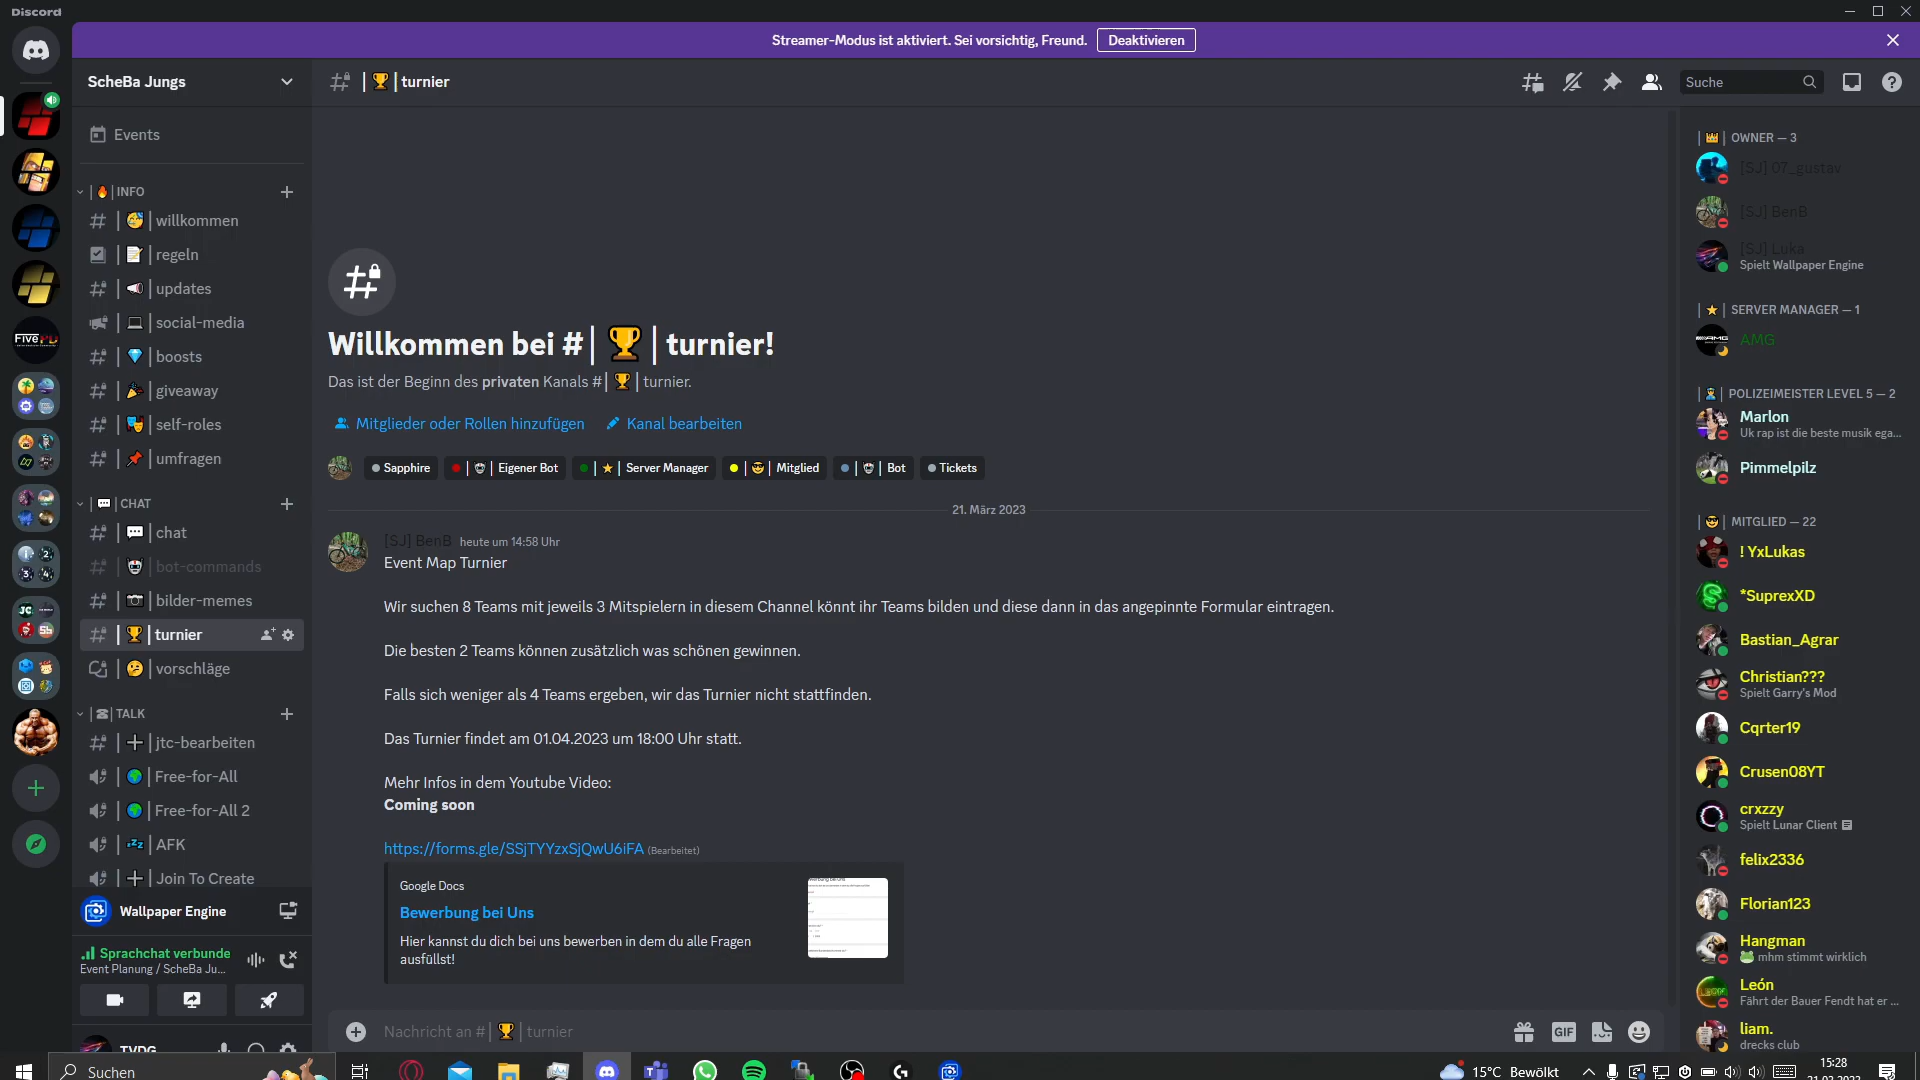 Discord
Streamer-Modus ist aktiviert. Sei vorsichtig, Freund.
Deaktivieren
ScheBa Jungs
| 🏆 | turnier
Suche
Events
| 🔥 | INFO
| willkommen
| regeln
| updates
| social-media
| boosts
| giveaway
| self-roles
| umfragen
| CHAT
| chat
| bot-commands
| bilder-memes
| turnier
| vorschläge
| TALK
| jtc-bearbeiten
| Free-for-All
| Free-for-All 2
| AFK
| Join To Create
Wallpaper Engine
Sprachchat verbunde
Event Planung / ScheBa Ju...
TVDG
FivePD
Willkommen bei # | 🏆 | turnier!
Das ist der Beginn des privaten Kanals # | 🏆 | turnier.
Mitglieder oder Rollen hinzufügen
Kanal bearbeiten
Sapphire
Eigener Bot
Server Manager
Mitglied
Bot
Tickets
21. März 2023
[SJ] BenB heute um 14:58 Uhr
Event Map Turnier
Wir suchen 8 Teams mit jeweils 3 Mitspielern in diesem Channel könnt ihr Teams bilden und diese dann in das angepinnte Formular eintragen.
Die besten 2 Teams können zusätzlich was schönen gewinnen.
Falls sich weniger als 4 Teams ergeben, wir das Turnier nicht stattfinden.
Das Turnier findet am 01.04.2023 um 18:00 Uhr statt.
Mehr Infos in dem Youtube Video:
Coming soon
https://forms.gle/SSjTYYzxSjQwU6iFA (Bearbeitet)
Google Docs
Bewerbung bei Uns
Hier kannst du dich bei uns bewerben in dem du alle Fragen
ausfüllst!
Nachricht an # | 🏆 | turnier
GIF
| OWNER — 3
[SJ] 07_gustav
[SJ] BenB
[SJ] Luka
Spielt Wallpaper Engine
| SERVER MANAGER — 1
AMG
| POLIZEIMEISTER LEVEL 5 — 2
Marlon
Uk rap ist die beste musik ega...
Pimmelpilz
| MITGLIED — 22
! YxLukas
*SuprexXD
Bastian_Agrar
Christian???
Spielt Garry's Mod
Cqrter19
Crusen08YT
crxzzy
Spielt Lunar Client
felix2336
Florian123
Hangman
mhm stimmt wirklich
León
Fährt der Bauer Fendt hat er ...
liam.
drecks club
Suchen
15°C Bewölkt
15:28